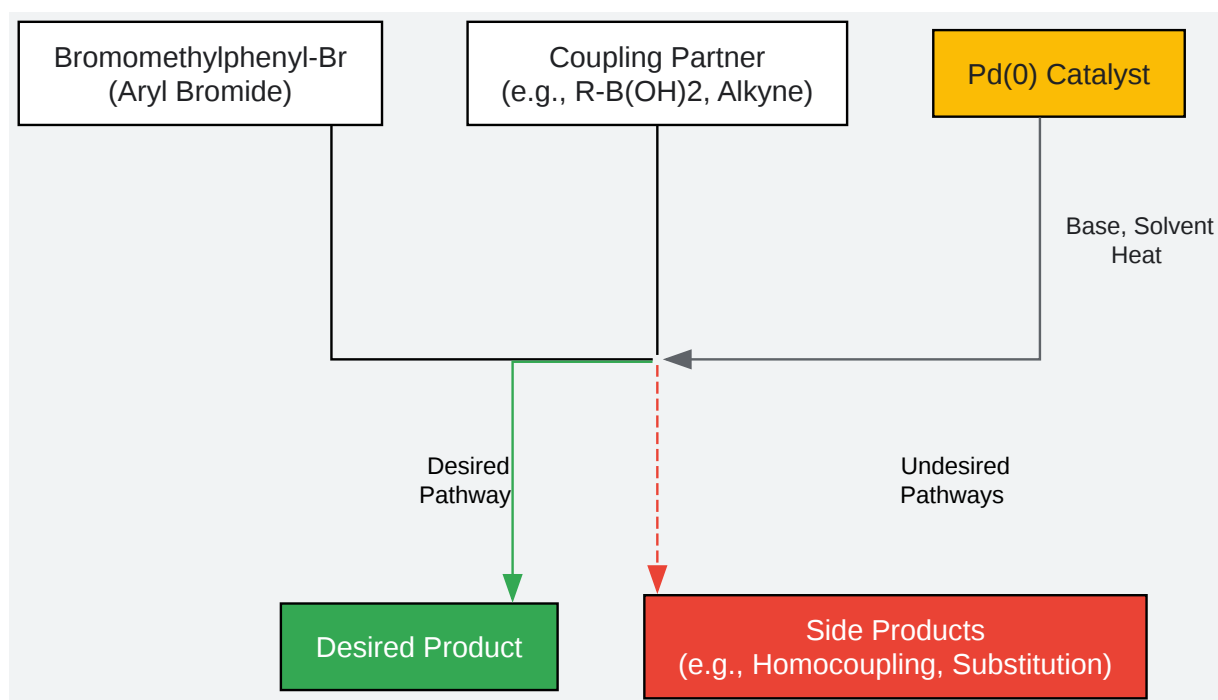 Bromomethylphenyl-Br
(Aryl Bromide)
Coupling Partner
(e.g., R-B(OH)2, Alkyne)
Pd(0) Catalyst
Base, Solvent
Heat
Desired
Pathway
Undesired
Pathways
Desired Product
Side Products
(e.g., Homocoupling, Substitution)